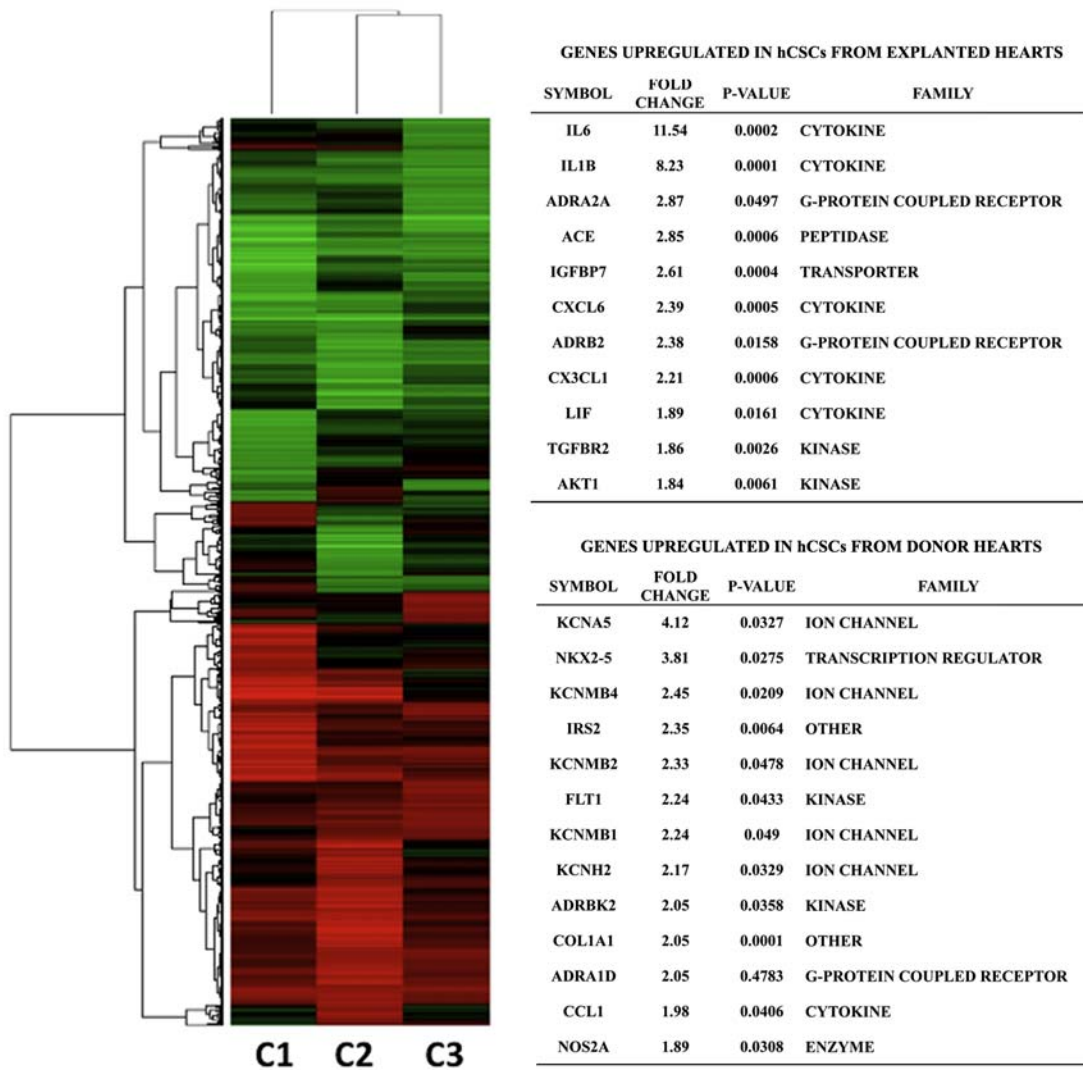 GENES UPREGULATED IN hCSCs FROM EXPLANTED HEARTS
SYMBOL FOLD CHANGE P-VALUE FAMILY
IL6 11.54 0.0002 CYTOKINE
IL1B 8.23 0.0001 CYTOKINE
ADRA2A 2.87 0.0497 G-PROTEIN COUPLED RECEPTOR
ACE 2.85 0.0006 PEPTIDASE
IGFBP7 2.61 0.0004 TRANSPORTER
CXCL6 2.39 0.0005 CYTOKINE
ADRB2 2.38 0.0158 G-PROTEIN COUPLED RECEPTOR
CX3CL1 2.21 0.0006 CYTOKINE
LIF 1.89 0.0161 CYTOKINE
TGFBR2 1.86 0.0026 KINASE
AKT1 1.84 0.0061 KINASE
GENES UPREGULATED IN hCSCs FROM DONOR HEARTS
SYMBOL FOLD CHANGE P-VALUE FAMILY
KCNA5 4.12 0.0327 ION CHANNEL
NKX2-5 3.81 0.0275 TRANSCRIPTION REGULATOR
KCNMB4 2.45 0.0209 ION CHANNEL
IRS2 2.35 0.0064 OTHER
KCNMB2 2.33 0.0478 ION CHANNEL
FLT1 2.24 0.0433 KINASE
KCNMB1 2.24 0.049 ION CHANNEL
KCNH2 2.17 0.0329 ION CHANNEL
ADRBK2 2.05 0.0358 KINASE
COL1A1 2.05 0.0001 OTHER
ADRA1D 2.05 0.4783 G-PROTEIN COUPLED RECEPTOR
CCL1 1.98 0.0406 CYTOKINE
NOS2A 1.89 0.0308 ENZYME
C1 C2 C3